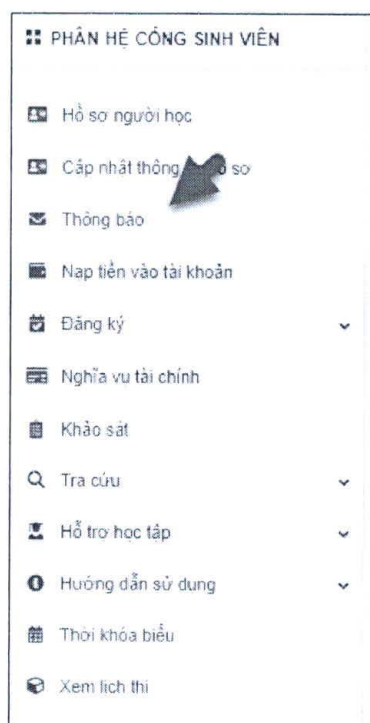 PHÂN HỆ CỔNG SINH VIÊN
Hồ sơ người học
Cập nhật thông sơ
Thông báo
Nạp tiền vào tài khoản
Đăng ký
Nghĩa vụ tài chính
Khảo sát
Tra cứu
Hỗ trợ học tập
Hướng dẫn sử dụng
Thời khóa biểu
Xem lịch thi